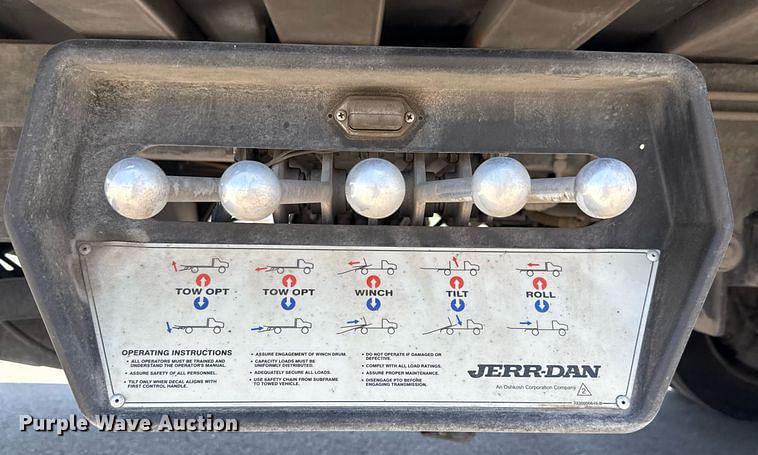 TOW OPT TOW OPT WINCH TILT ROLL
OPERATING INSTRUCTIONS
• ALL OPERATORS MUST BE TRAINED AND
UNDERSTAND THE OPERATOR'S MANUAL.
• ASSURE SAFETY OF ALL PERSONNEL.
• TILT ONLY WHEN DECAL ALIGNS WITH
FIRST CONTROL HANDLE.
• ASSURE ENGAGEMENT OF WINCH DRUM.
• CAPACITY LOADS MUST BE
UNIFORMLY DISTRIBUTED.
• ADEQUATELY SECURE ALL LOADS.
• USE SAFETY CHAIN FROM SUBFRAME
TO TOWED VEHICLE.
• DO NOT OPERATE IF DAMAGED OR
DEFECTIVE.
• COMPLY WITH ALL LOAD RATINGS.
• ASSURE PROPER MAINTENANCE.
• DISENGAGE PTO BEFORE
ENGAGING TRANSMISSION.
JERR-DAN
An Oshkosh Corporation Company
Purple Wave Auction